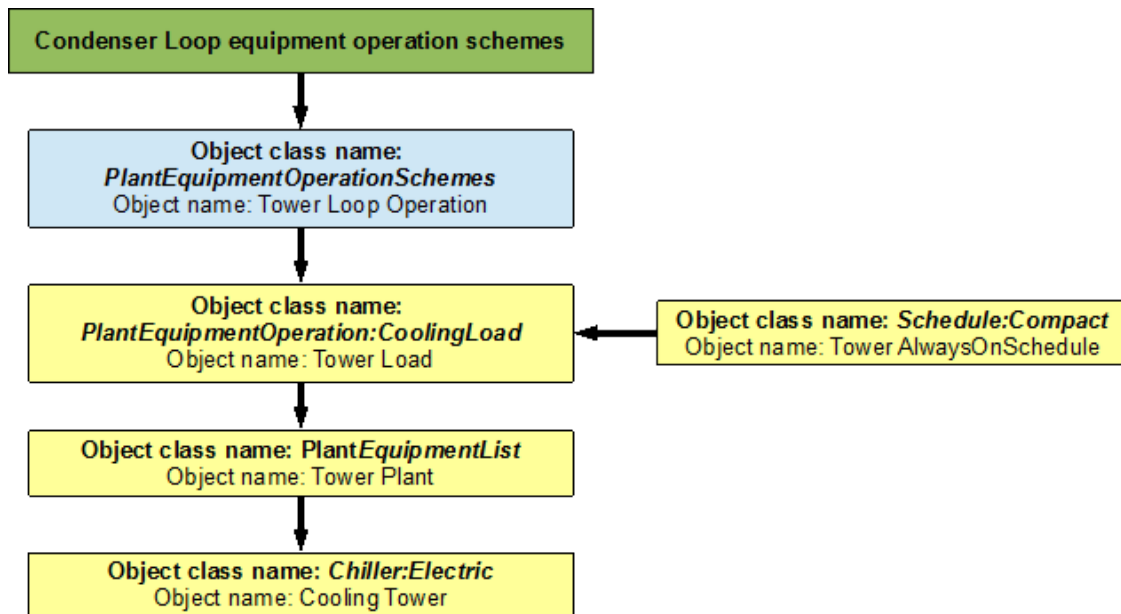 Condenser Loop equipment operation schemes
Object class name:
PlantEquipmentOperationSchemes
Object name: Tower Loop Operation
Object class name:
PlantEquipmentOperation:CoolingLoad
Object name: Tower Load
Object class name: Schedule:Compact
Object name: Tower AlwaysOnSchedule
Object class name: PlantEquipmentList
Object name: Tower Plant
Object class name: Chiller:Electric
Object name: Cooling Tower